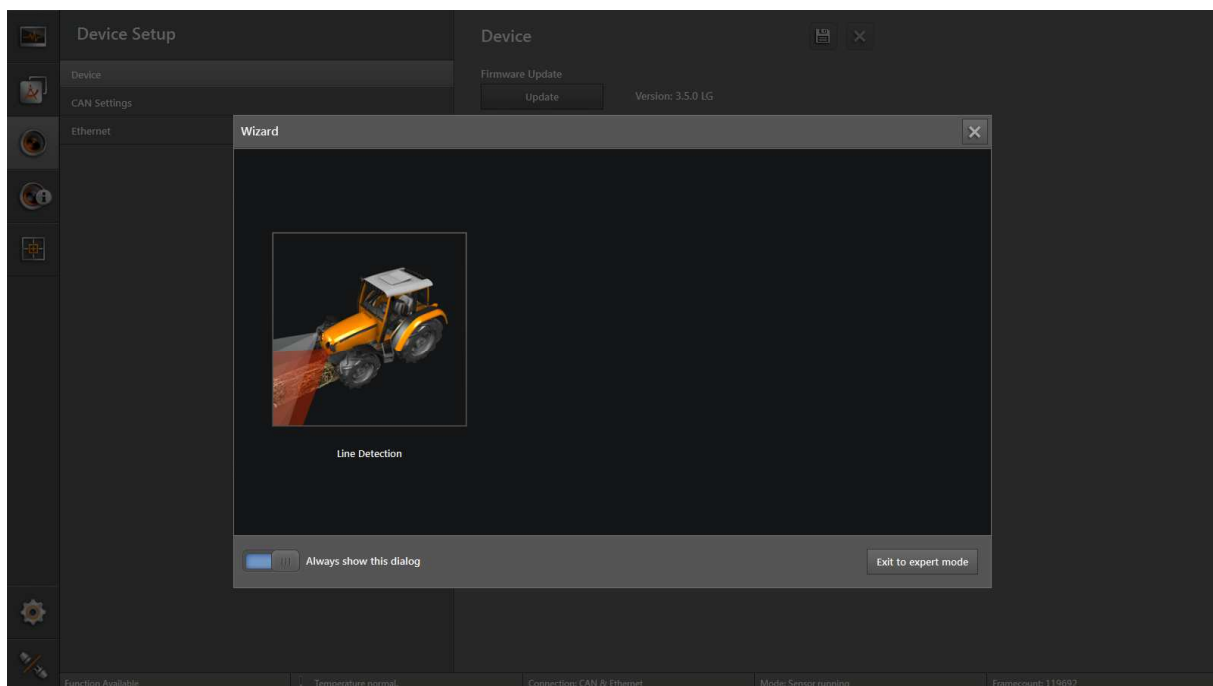 Device Setup
Device
Device
Firmware Update
Update
Version: 3.5.0 LG
CAN Settings
Ethernet
Wizard
Line Detection
Always show this dialog
Exit to expert mode
Function Available
Temperature normal.
Connection: CAN & Ethernet
Mode: Sensor running
Framecount: 119692